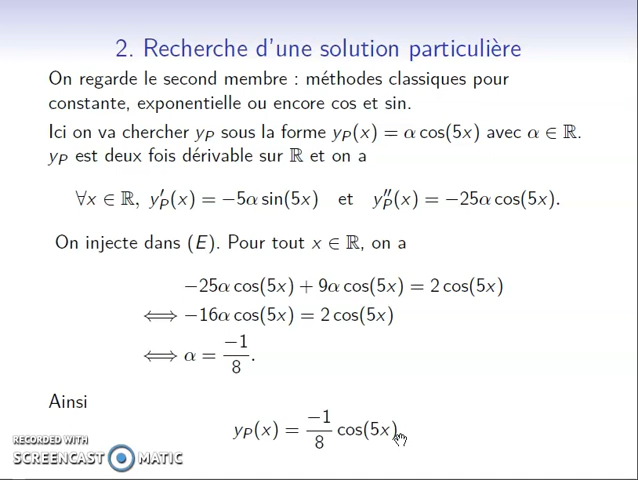 2. Recherche d'une solution particulière
On regarde le second membre : méthodes classiques pour
constante, exponentielle ou encore cos et sin.
Ici on va chercher y_P sous la forme y_P(x) = α cos(5x) avec α ∈ ℝ.
y_P est deux fois dérivable sur ℝ et on a
∀x ∈ ℝ, y′_P(x) = −5α sin(5x) et y″_P(x) = −25α cos(5x).
On injecte dans (E). Pour tout x ∈ ℝ, on a
−25α cos(5x) + 9α cos(5x) = 2 cos(5x)
⟺ −16α cos(5x) = 2 cos(5x)
⟺ α = −1/8.
Ainsi
y_P(x) = −1/8 cos(5x)
RECORDED WITH
SCREENCAST MATIC